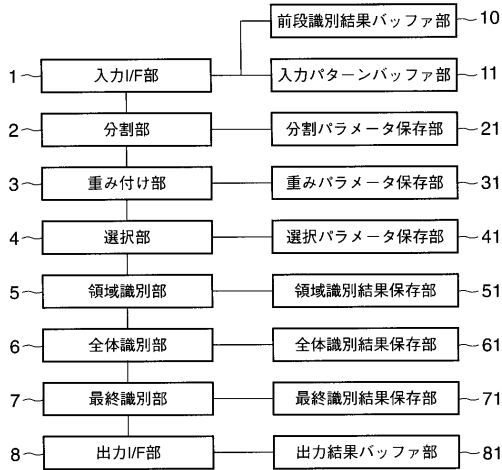 前段識別結果バッファ部 10
1 入力I/F部 入力パターンバッファ部 11
2 分割部 分割パラメータ保存部 21
3 重み付け部 重みパラメータ保存部 31
4 選択部 選択パラメータ保存部 41
5 領域識別部 領域識別結果保存部 51
6 全体識別部 全体識別結果保存部 61
7 最終識別部 最終識別結果保存部 71
8 出力I/F部 出力結果バッファ部 81